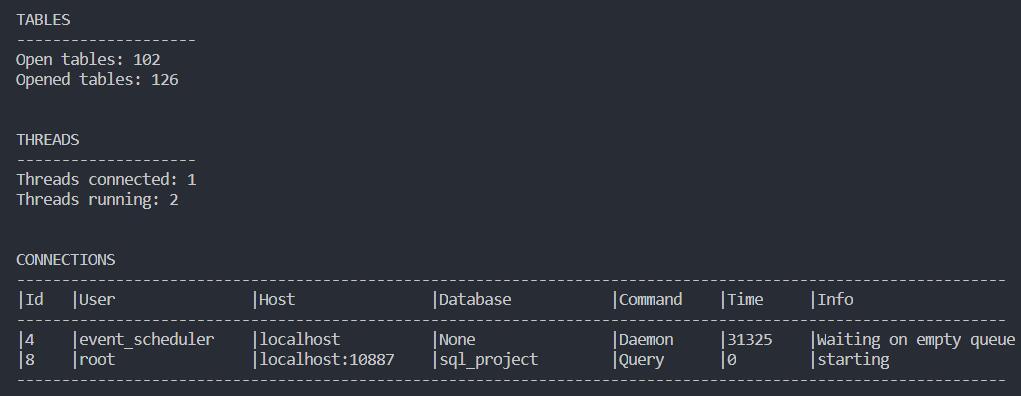 TABLES
--------------------
Open tables: 102
Opened tables: 126
THREADS
--------------------
Threads connected: 1
Threads running: 2
CONNECTIONS
--------------------------------------------------------------------------------------------------------------
|Id   |User               |Host               |Database           |Command    |Time     |Info
--------------------------------------------------------------------------------------------------------------
|4    |event_scheduler    |localhost          |None               |Daemon     |31325    |Waiting on empty queue
|8    |root               |localhost:10887    |sql_project        |Query      |0        |starting
--------------------------------------------------------------------------------------------------------------